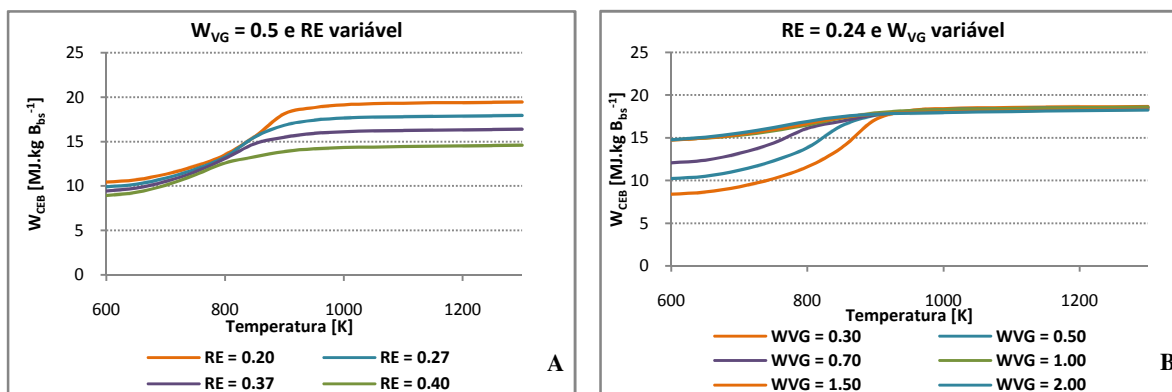 W_VG = 0.5 e RE variável
W_CEB [MJ.kg B_bs^-1]
25
20
15
10
5
0
600
800
1000
1200
Temperatura [K]
RE = 0.20
RE = 0.27
RE = 0.37
RE = 0.40
A
RE = 0.24 e W_VG variável
W_CEB [MJ.kg B_bs^-1]
25
20
15
10
5
0
600
800
1000
1200
Temperatura [K]
WVG = 0.30
WVG = 0.50
WVG = 0.70
WVG = 1.00
WVG = 1.50
WVG = 2.00
B